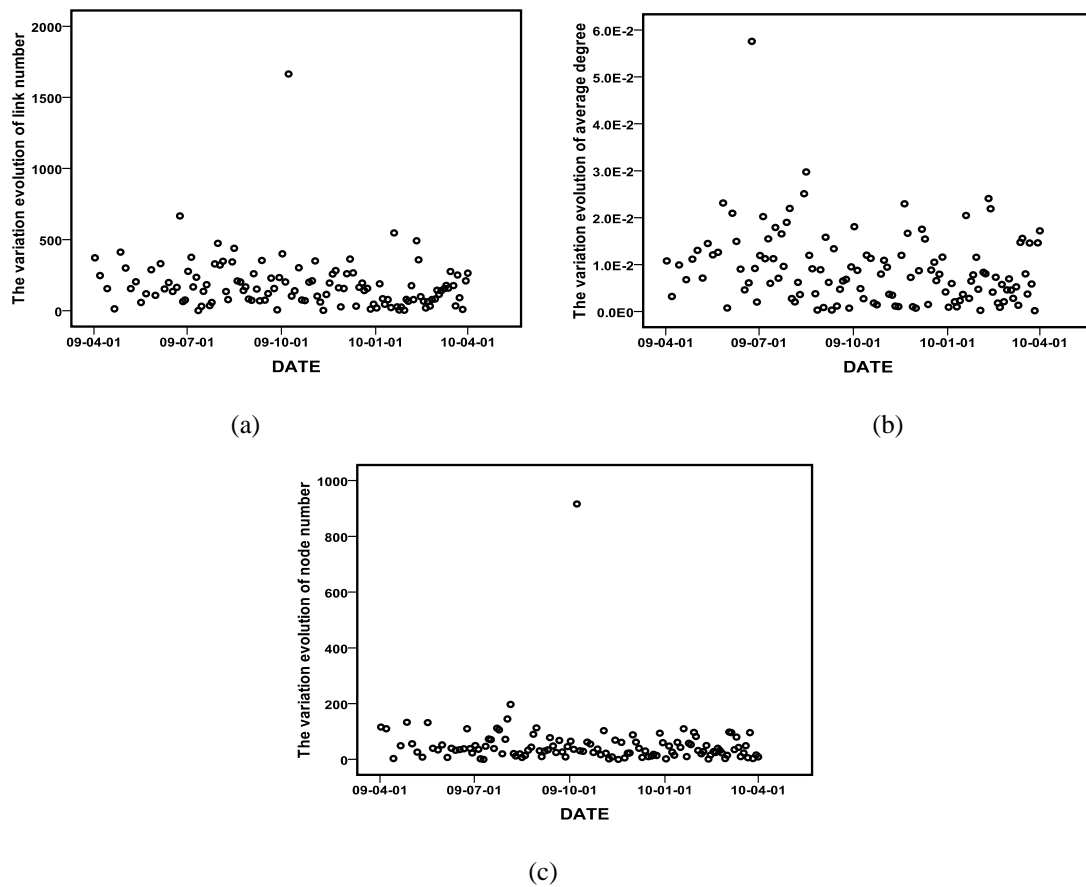 The variation evolution of link number
2000
1500
1000
500
0
09-04-01 09-07-01 09-10-01 10-01-01 10-04-01
DATE
(a)
The variation evolution of average degree
6.0E-2
5.0E-2
4.0E-2
3.0E-2
2.0E-2
1.0E-2
0.0E0
09-04-01 09-07-01 09-10-01 10-01-01 10-04-01
DATE
(b)
The variation evolution of node number
1000
800
600
400
200
0
09-04-01 09-07-01 09-10-01 10-01-01 10-04-01
DATE
(c)